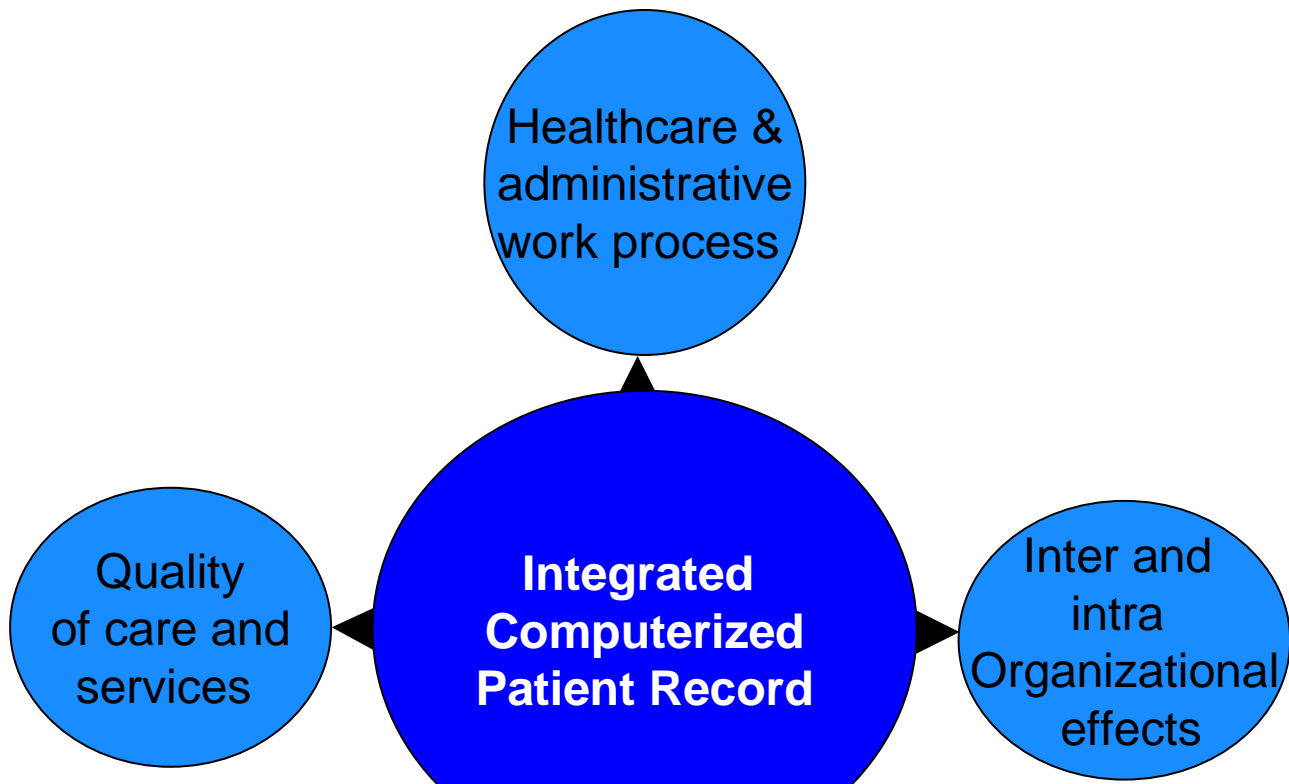 Healthcare &
administrative
work process
Quality
of care and
services
Integrated
Computerized
Patient Record
Inter and
intra
Organizational
effects